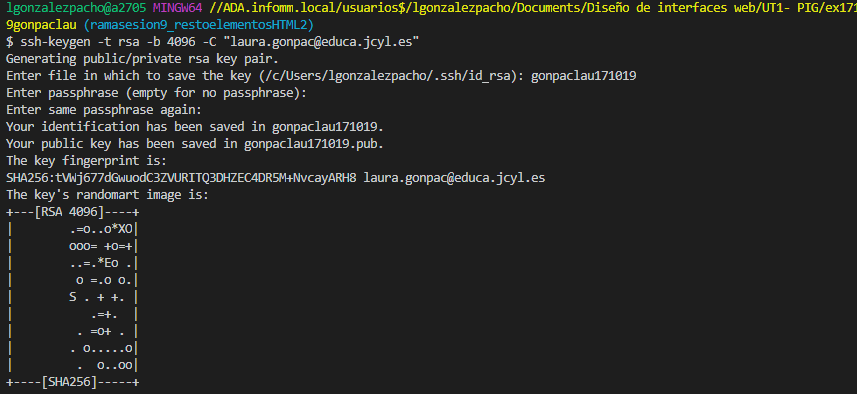 lgonzalezpacho@a2705 MINGW64 //ADA.infomm.local/usuarios$/lgonzalezpacho/Documents/Diseño de interfaces web/UT1- PIG/ex171
9gonpaclau (ramasesion9_restoelementosHTML2)
$ ssh-keygen -t rsa -b 4096 -C "laura.gonpac@educa.jcyl.es"
Generating public/private rsa key pair.
Enter file in which to save the key (/c/Users/lgonzalezpacho/.ssh/id_rsa): gonpaclau171019
Enter passphrase (empty for no passphrase):
Enter same passphrase again:
Your identification has been saved in gonpaclau171019.
Your public key has been saved in gonpaclau171019.pub.
The key fingerprint is:
SHA256:tVWj677dGwuodC3ZVURITQ3DHZEC4DR5M+NvcayARH8 laura.gonpac@educa.jcyl.es
The key's randomart image is:
+---[RSA 4096]----+
|       .=o..o*XO|
|       ooo= +o=+|
|       ..=.*Eo .|
|        o =.o o.|
|       S . + +. |
|          .=+.  |
|        . =o+ . |
|       . o.....o|
|        .  o..oo|
+----[SHA256]-----+